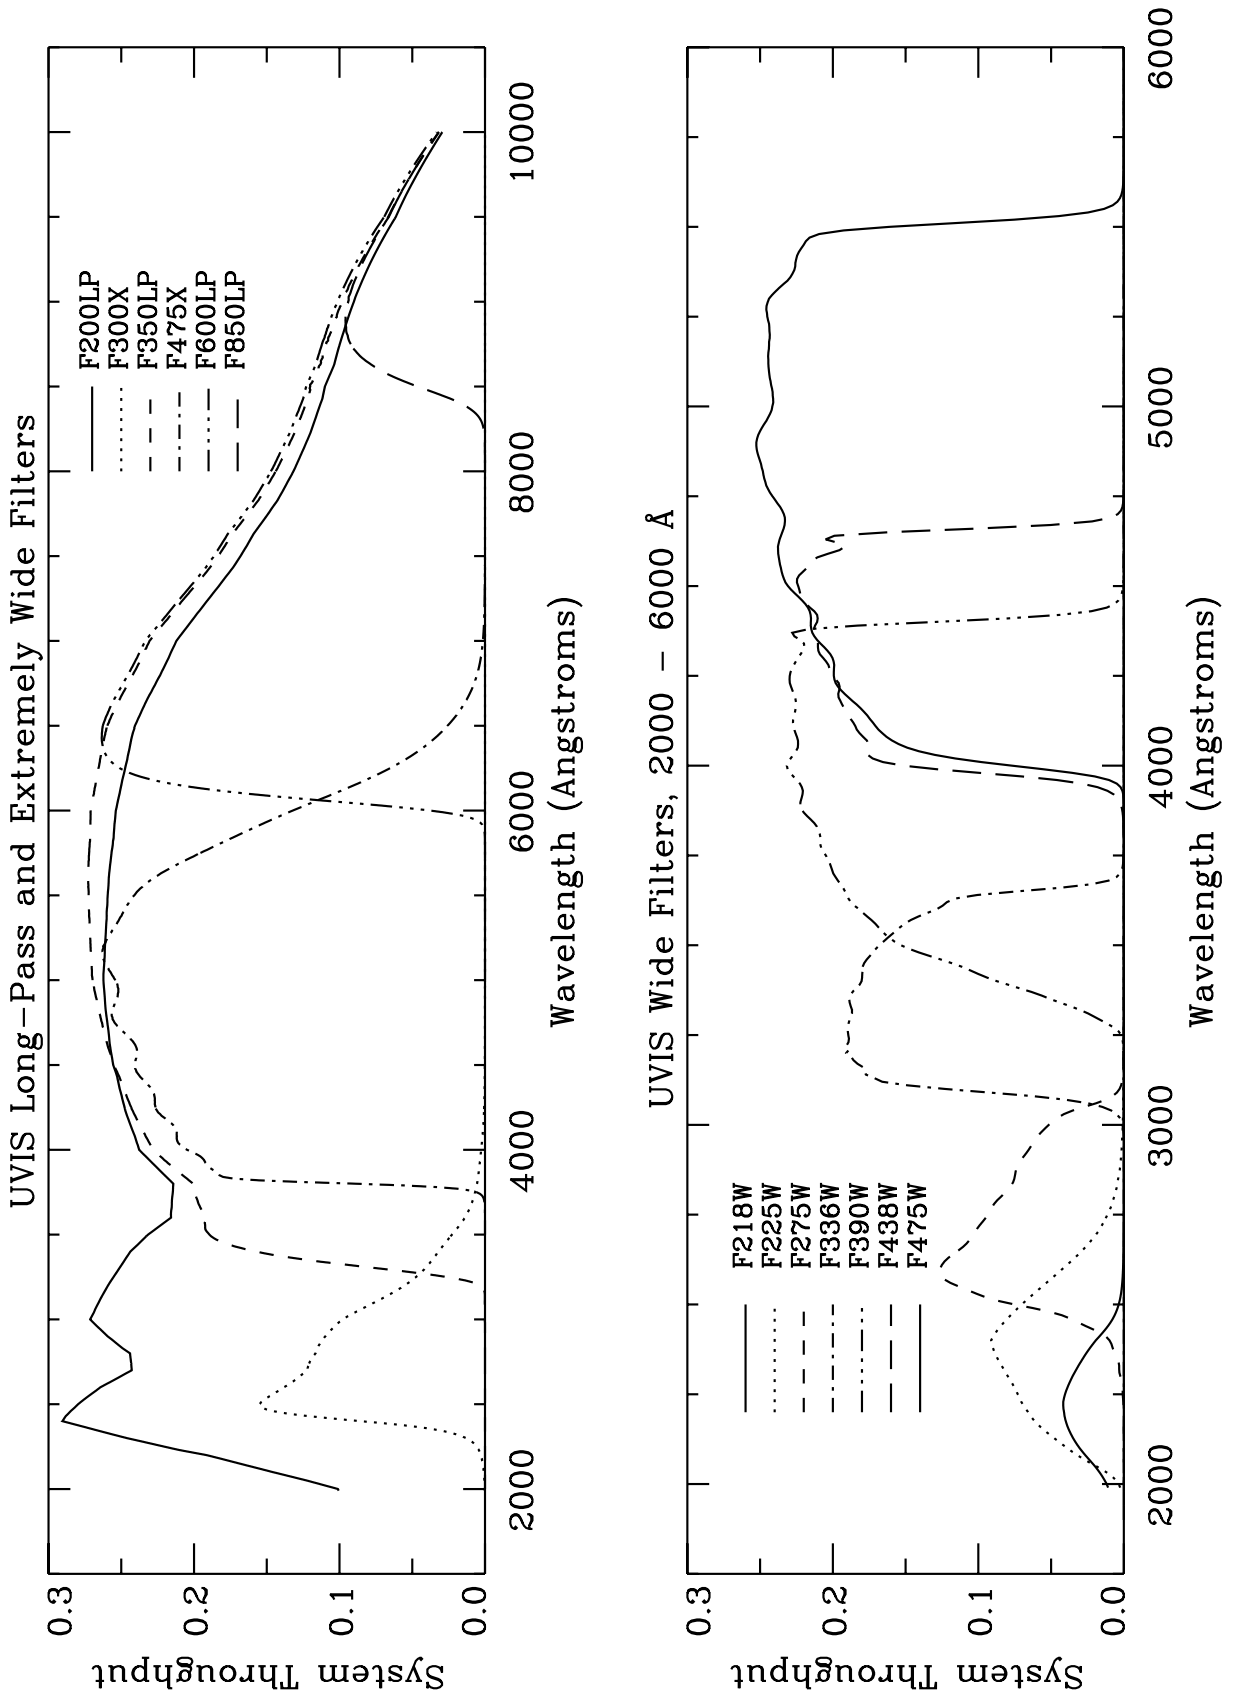 UVIS Long-Pass and Extremely Wide Filters
System Throughput
0.3
0.2
0.1
0.0
F200LP
F300X
F350LP
F475X
F600LP
F850LP
2000
4000
6000
8000
10000
Wavelength (Angstroms)
UVIS Wide Filters, 2000 - 6000 Å
System Throughput
0.3
0.2
0.1
0.0
F218W
F225W
F275W
F336W
F390W
F438W
F475W
2000
3000
4000
5000
6000
Wavelength (Angstroms)